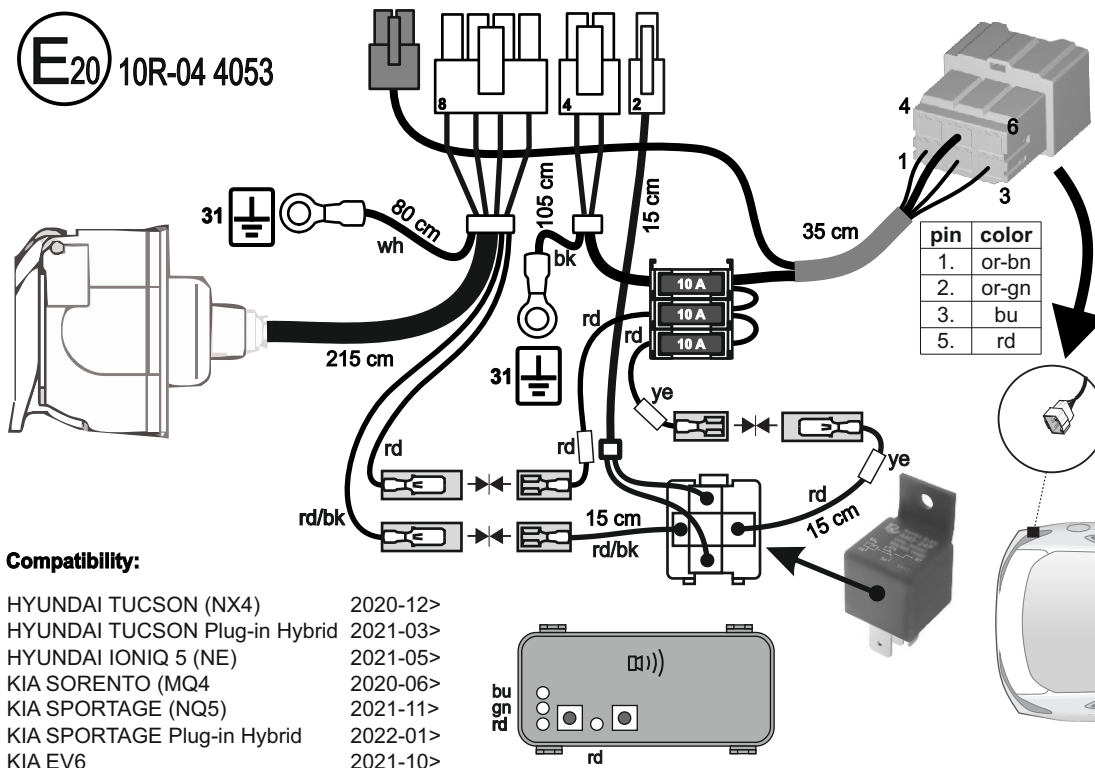 E20 10R-04 4053
8
4
2
4
6
1
3
31
80 cm
wh
105 cm
bk
15 cm
35 cm
10 A
10 A
10 A
pin color
1. or-bn
2. or-gn
3. bu
5. rd
215 cm
31
rd
rd
ye
rd
rd
ye
rd
15 cm
rd/bk
15 cm
rd/bk
Compatibility:
HYUNDAI TUCSON (NX4) 2020-12>
HYUNDAI TUCSON Plug-in Hybrid 2021-03>
HYUNDAI IONIQ 5 (NE) 2021-05>
KIA SORENTO (MQ4 2020-06>
KIA SPORTAGE (NQ5) 2021-11>
KIA SPORTAGE Plug-in Hybrid 2022-01>
KIA EV6 2021-10>
bu
gn
rd
rd